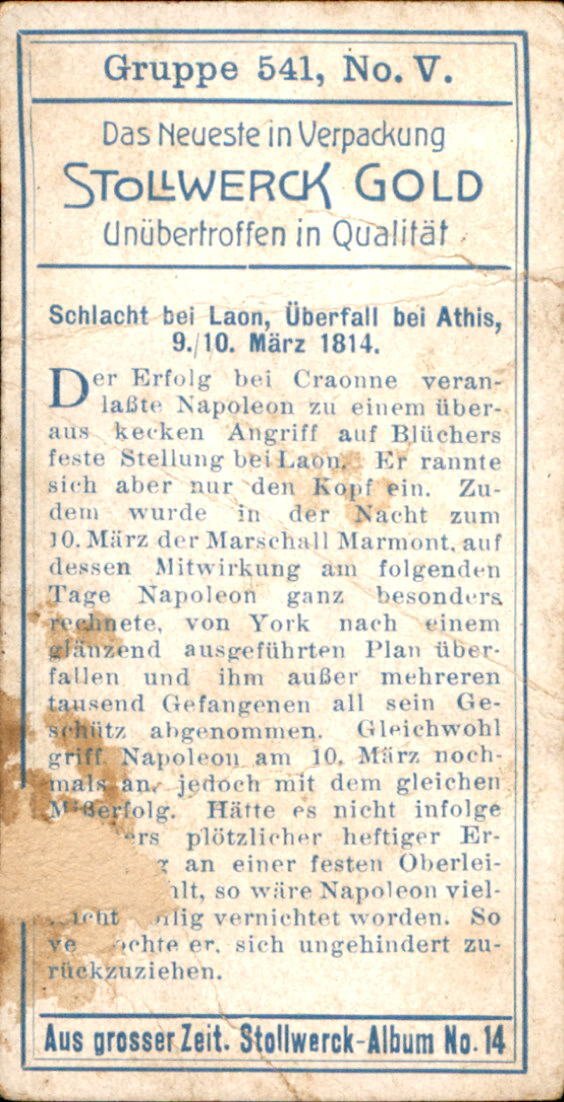 Gruppe 541, No. V.
Das Neueste in Verpackung
STOLLWERCK GOLD
Unübertroffen in Qualität
Schlacht bei Laon, Überfall bei Athis,
9./10. März 1814.
Der Erfolg bei Craonne veran-
laßte Napoleon zu einem über-
aus kecken Angriff auf Blüchers
feste Stellung bei Laon. Er rannte
sich aber nur den Kopf ein. Zu-
dem wurde in der Nacht zum
10. März der Marschall Marmont, auf
dessen Mitwirkung am folgenden
Tage Napoleon ganz besonders
rechnete, von York nach einem
glänzend ausgeführten Plan über-
fallen und ihm außer mehreren
tausend Gefangenen all sein Ge-
schütz abgenommen. Gleichwohl
griff Napoleon am 10. März noch-
mals an, jedoch mit dem gleichen
Mißerfolg. Hätte es nicht infolge
plötzlicher heftiger Er-
an einer festen Oberlei-
so wäre Napoleon viel-
vernichtet worden. So
er, sich ungehindert zu-
rückzuziehen.
Aus grosser Zeit. Stollwerck-Album No. 14